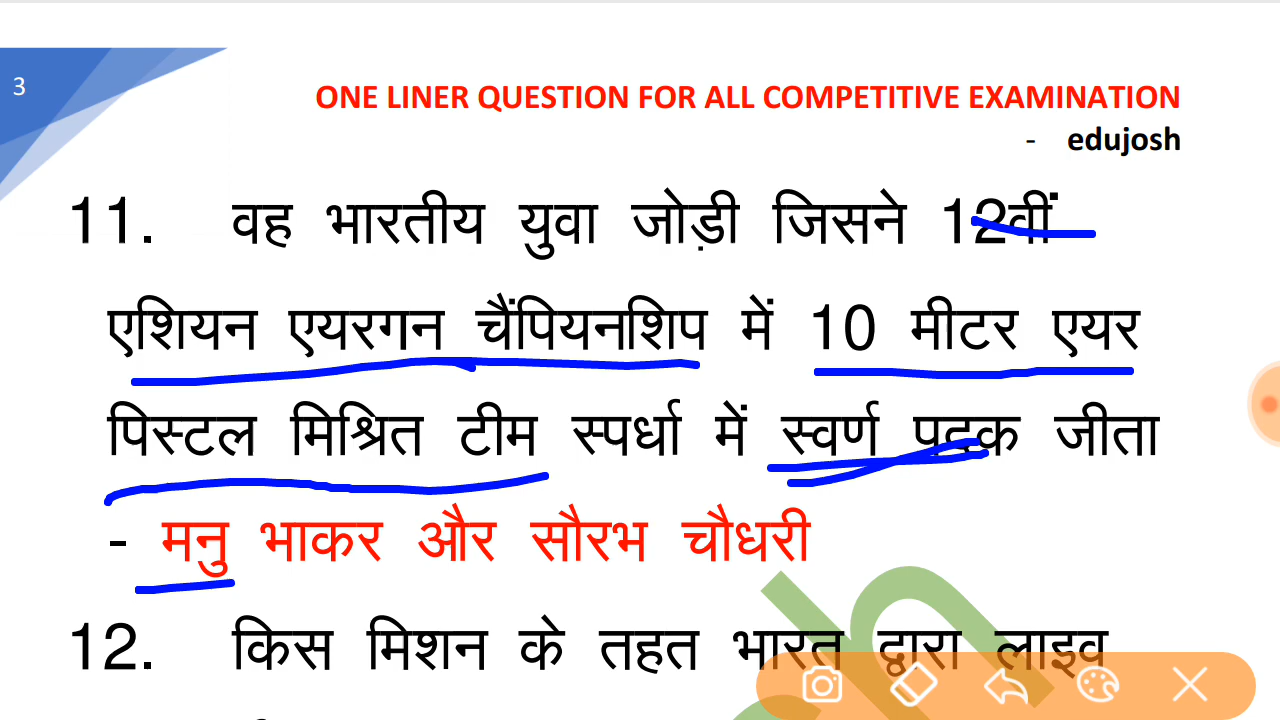 3
ONE LINER QUESTION FOR ALL COMPETITIVE EXAMINATION
- edujosh
11. वह भारतीय युवा जोड़ी जिसने 12वीं
एशियन एयरगन चैंपियनशिप में 10 मीटर एयर
पिस्टल मिश्रित टीम स्पर्धा में स्वर्ण पदक जीता
- मनु भाकर और सौरभ चौधरी
12. किस मिशन के तहत भारत द्वारा लाइव